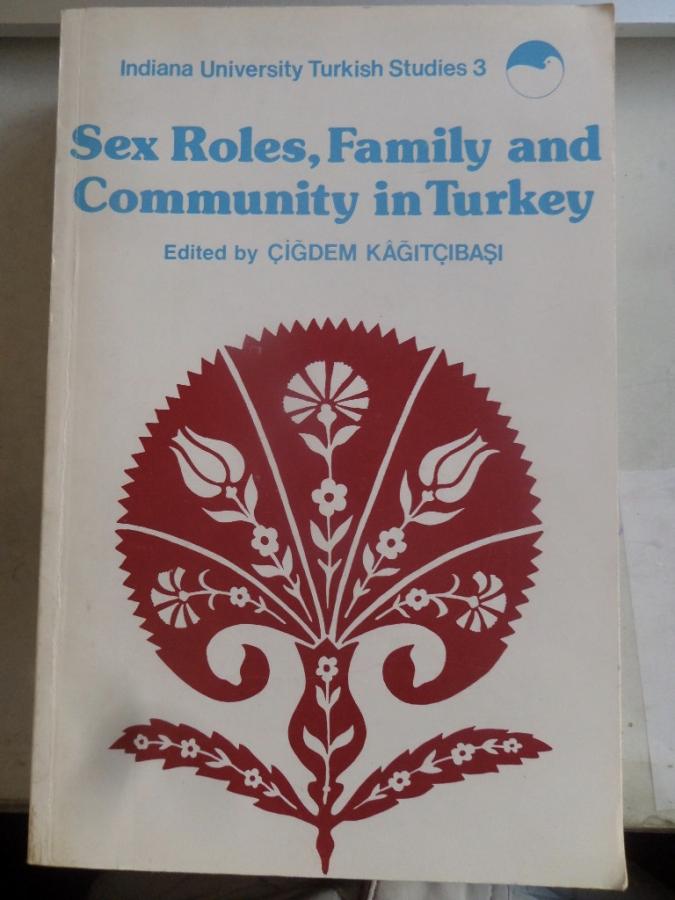 Indiana University Turkish Studies 3
Sex Roles, Family and
Community in Turkey
Edited by ÇİĞDEM KÂĞITÇIBAŞI